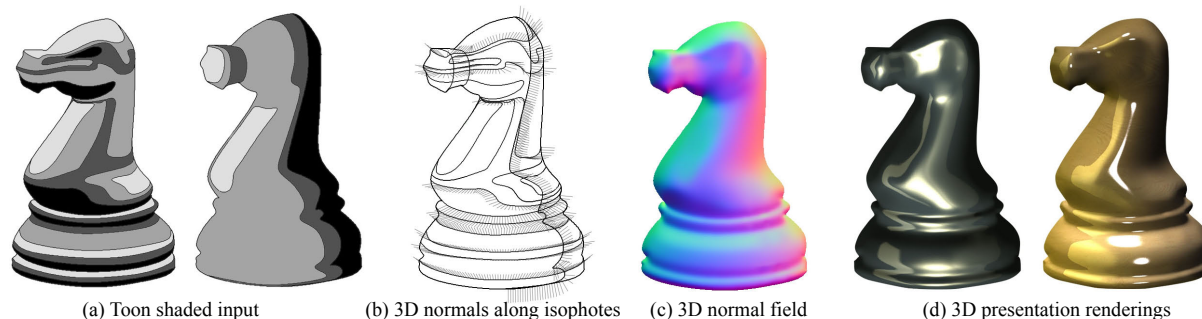 (a) Toon shaded input
(b) 3D normals along isophotes
(c) 3D normal field
(d) 3D presentation renderings